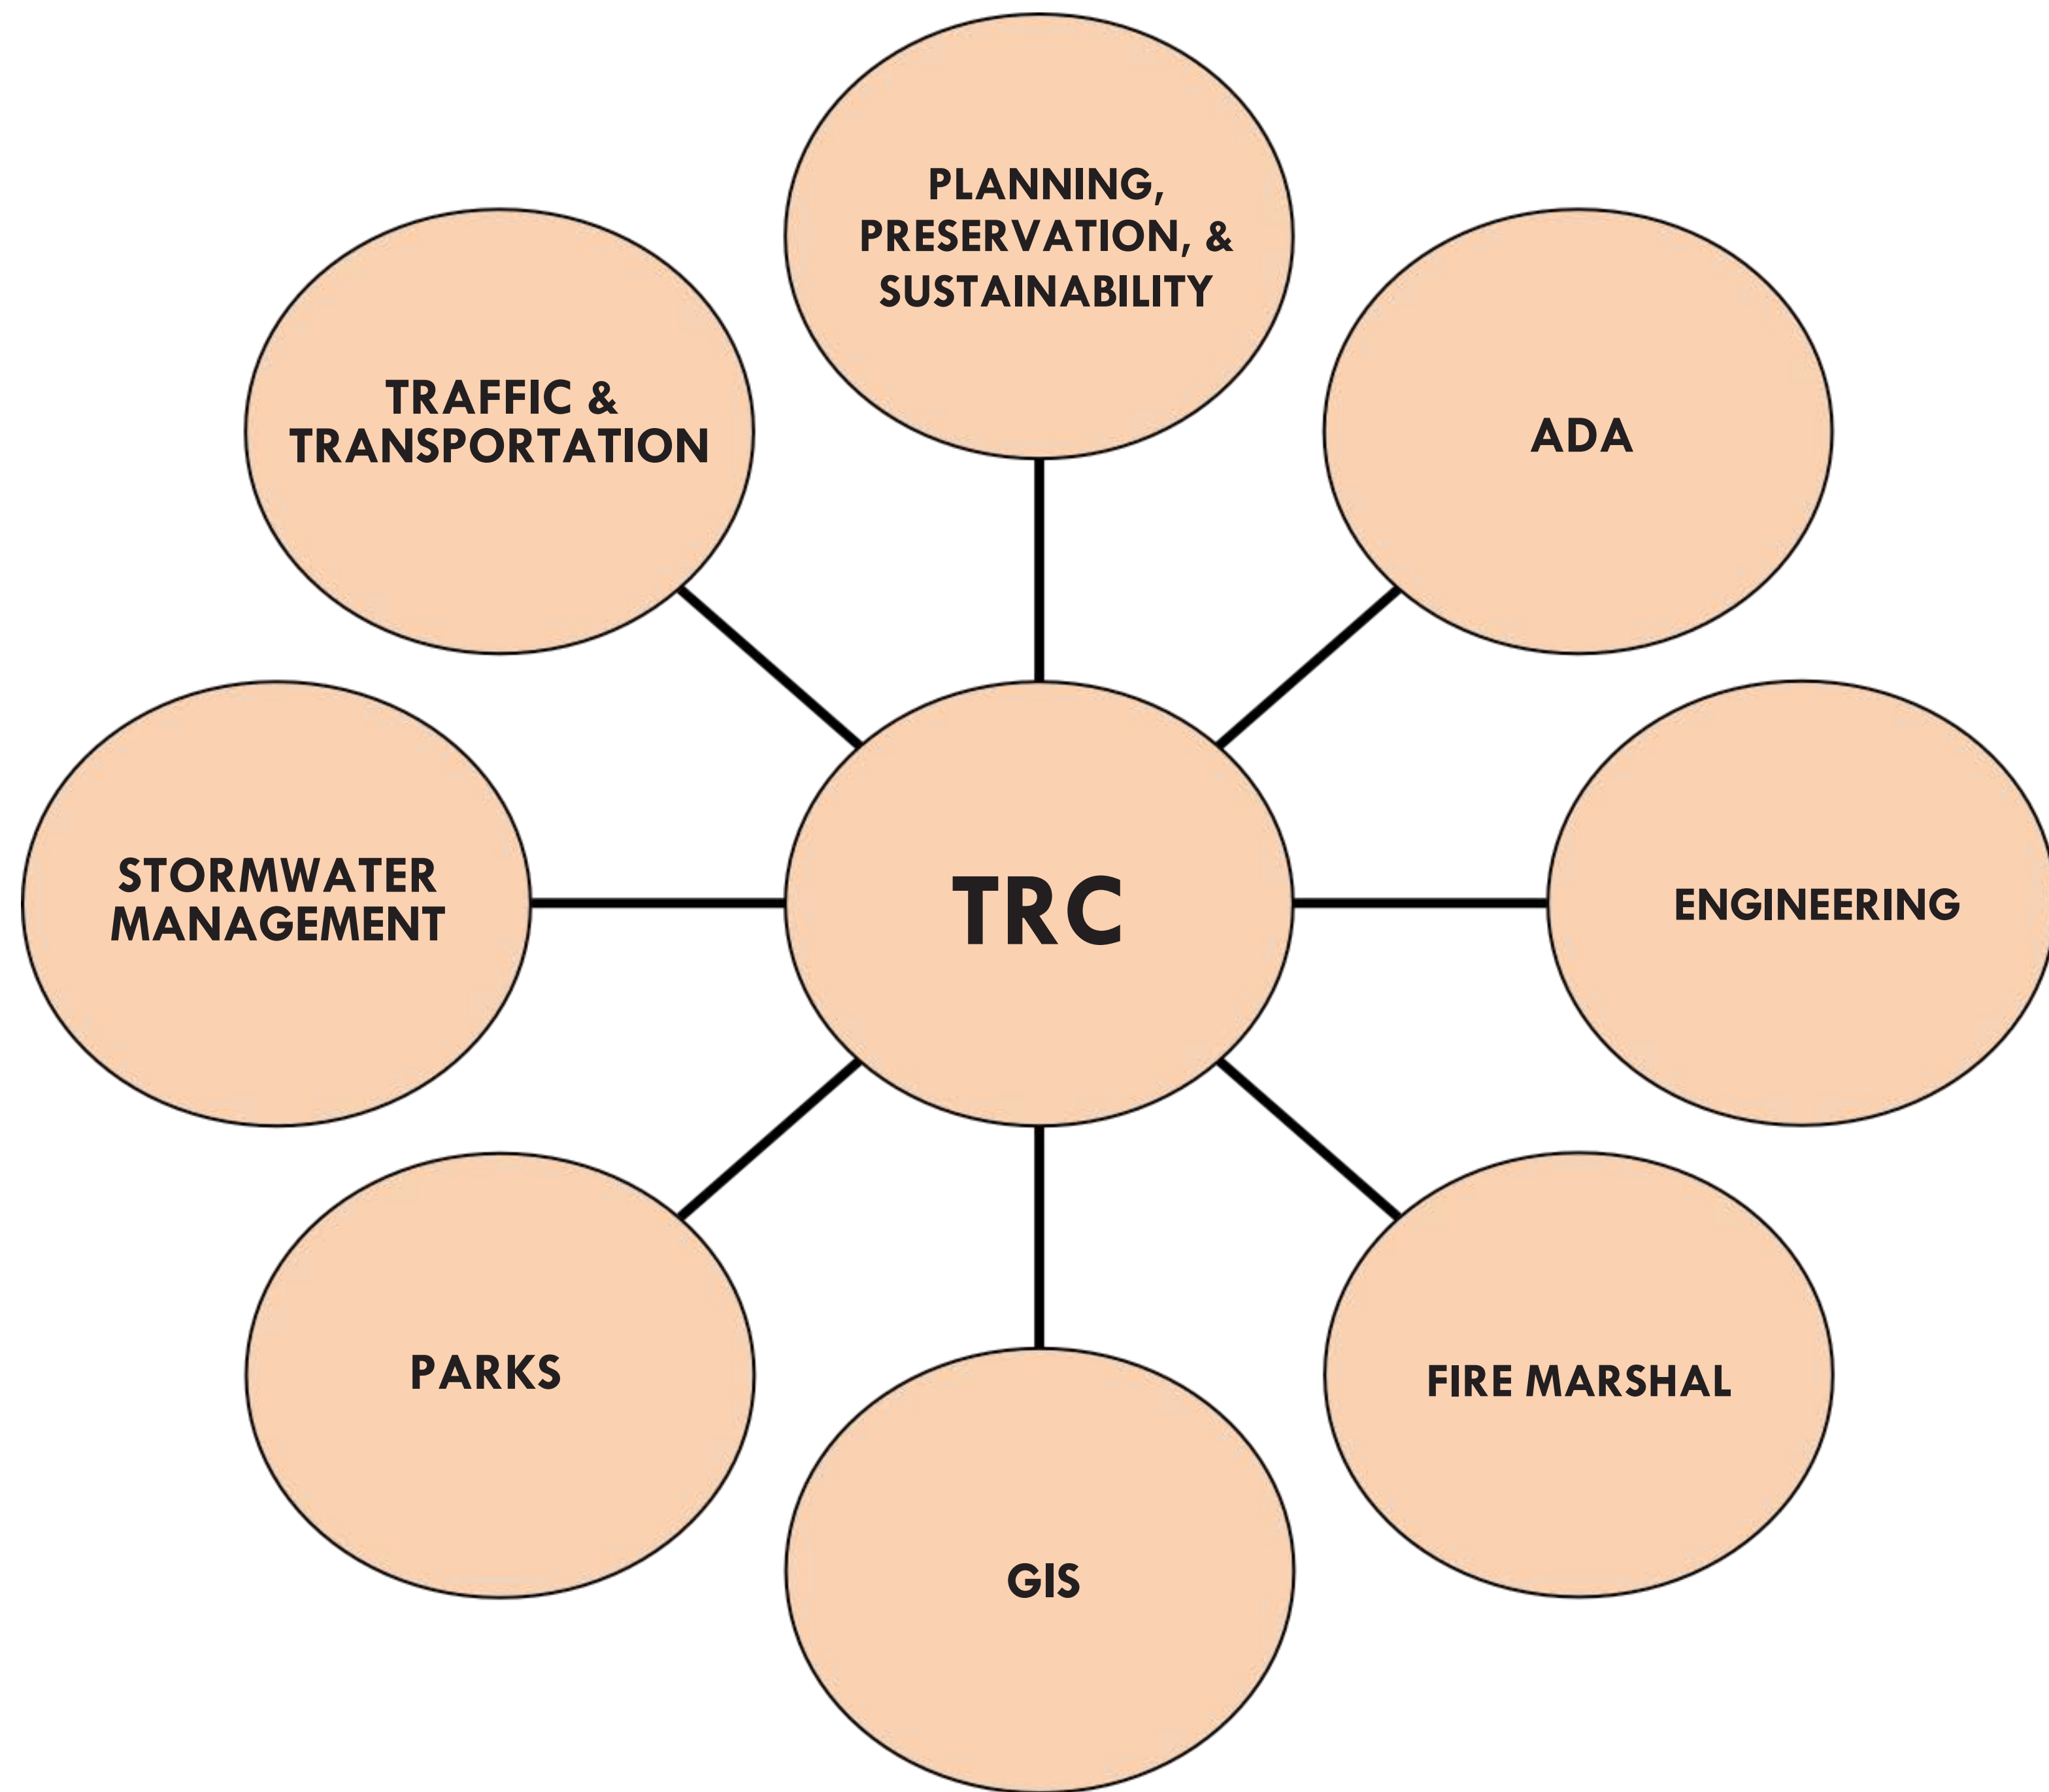 PLANNING,
PRESERVATION, &
SUSTAINABILITY
TRAFFIC &
TRANSPORTATION
ADA
STORMWATER
MANAGEMENT
TRC
ENGINEERING
PARKS
FIRE MARSHAL
GIS